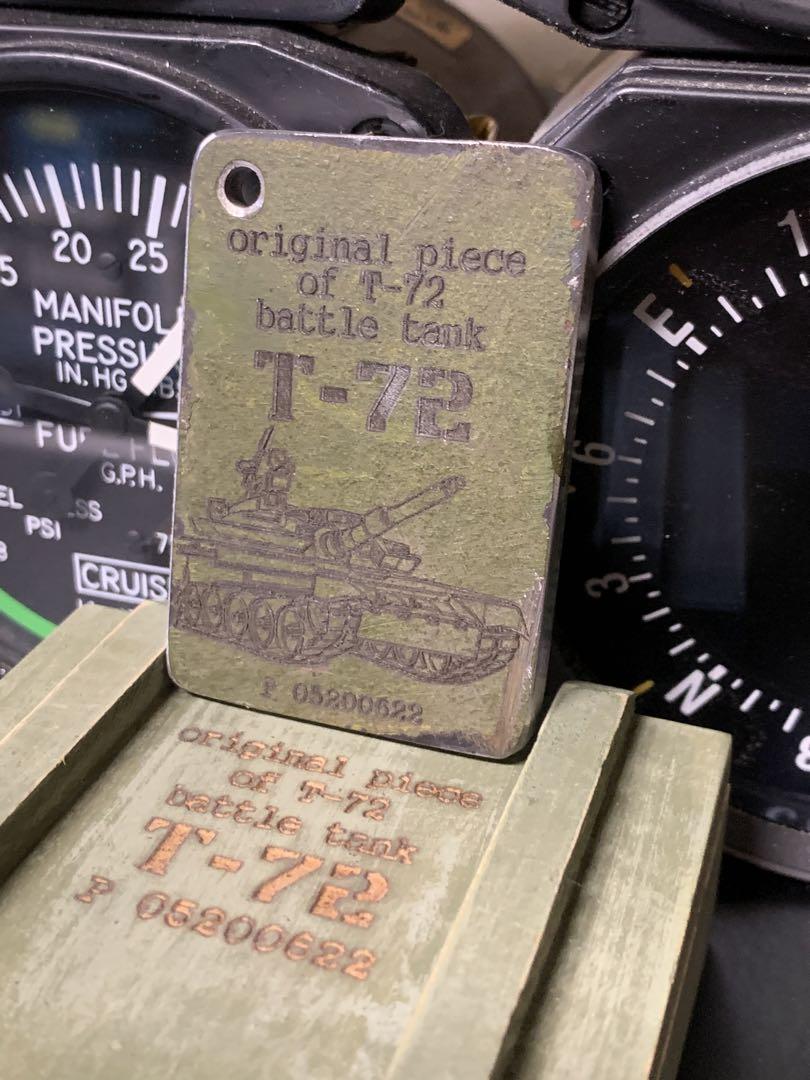 20 25
MANIFOL
PRESSU
IN. HG
G.P.H.
PSI
CRUIS
original piece
of T-72
battle tank
T-72
P 05200622
original piece
of T-72
battle tank
T-72
P 05200622
E
6
3
N